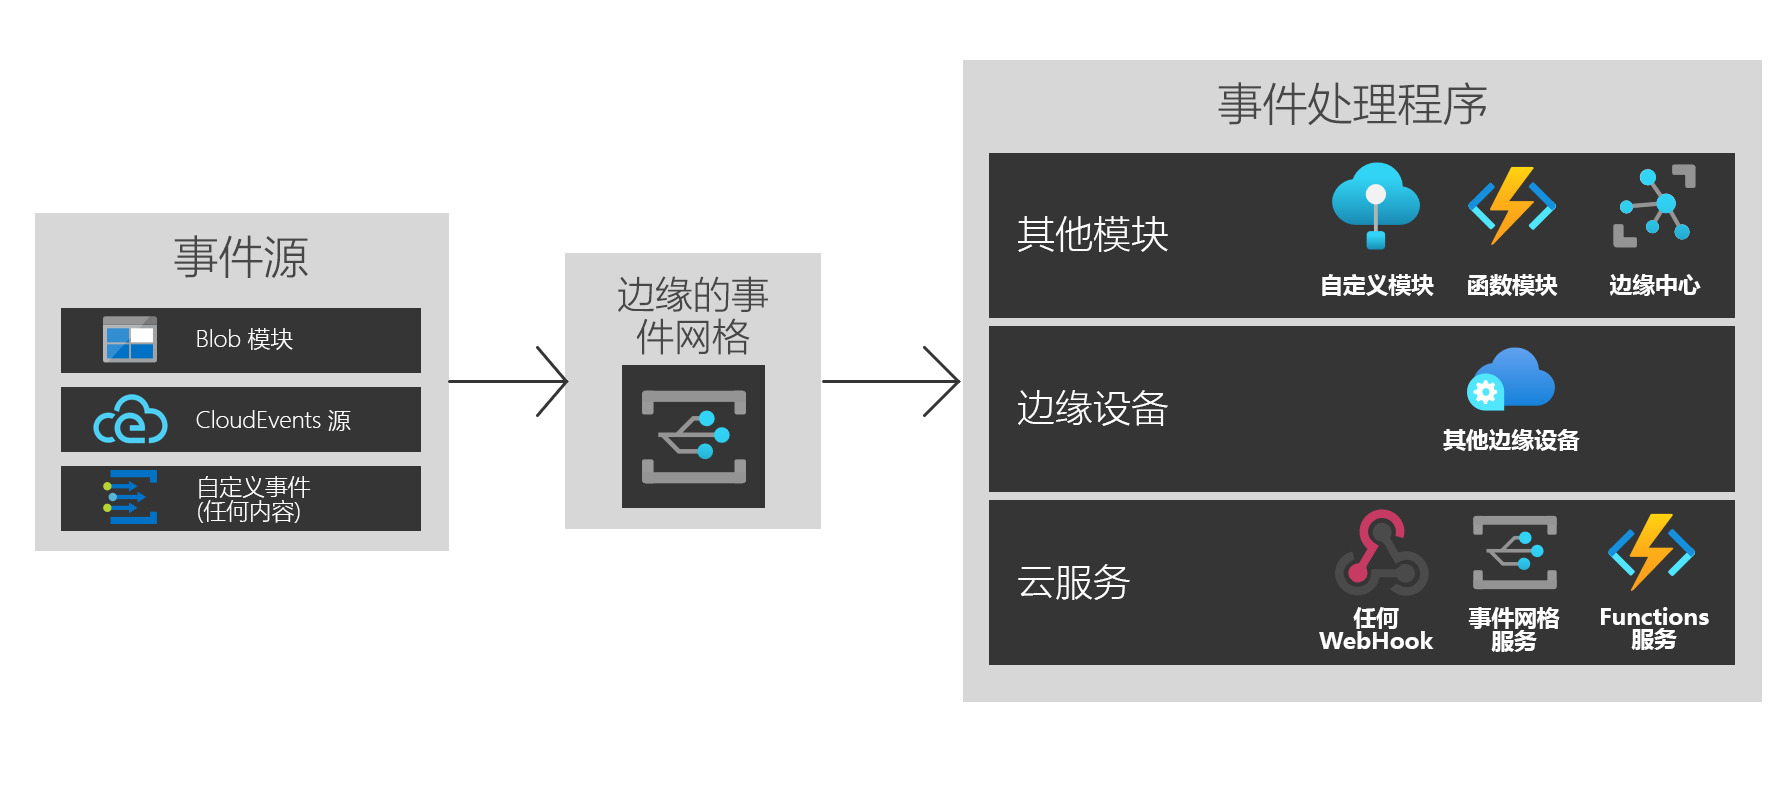 事件源
Blob 模块
CloudEvents 源
自定义事件
(任何内容)
边缘的事
件网格
事件处理程序
其他模块
自定义模块
函数模块
边缘中心
边缘设备
其他边缘设备
云服务
任何
WebHook
事件网格
服务
Functions
服务